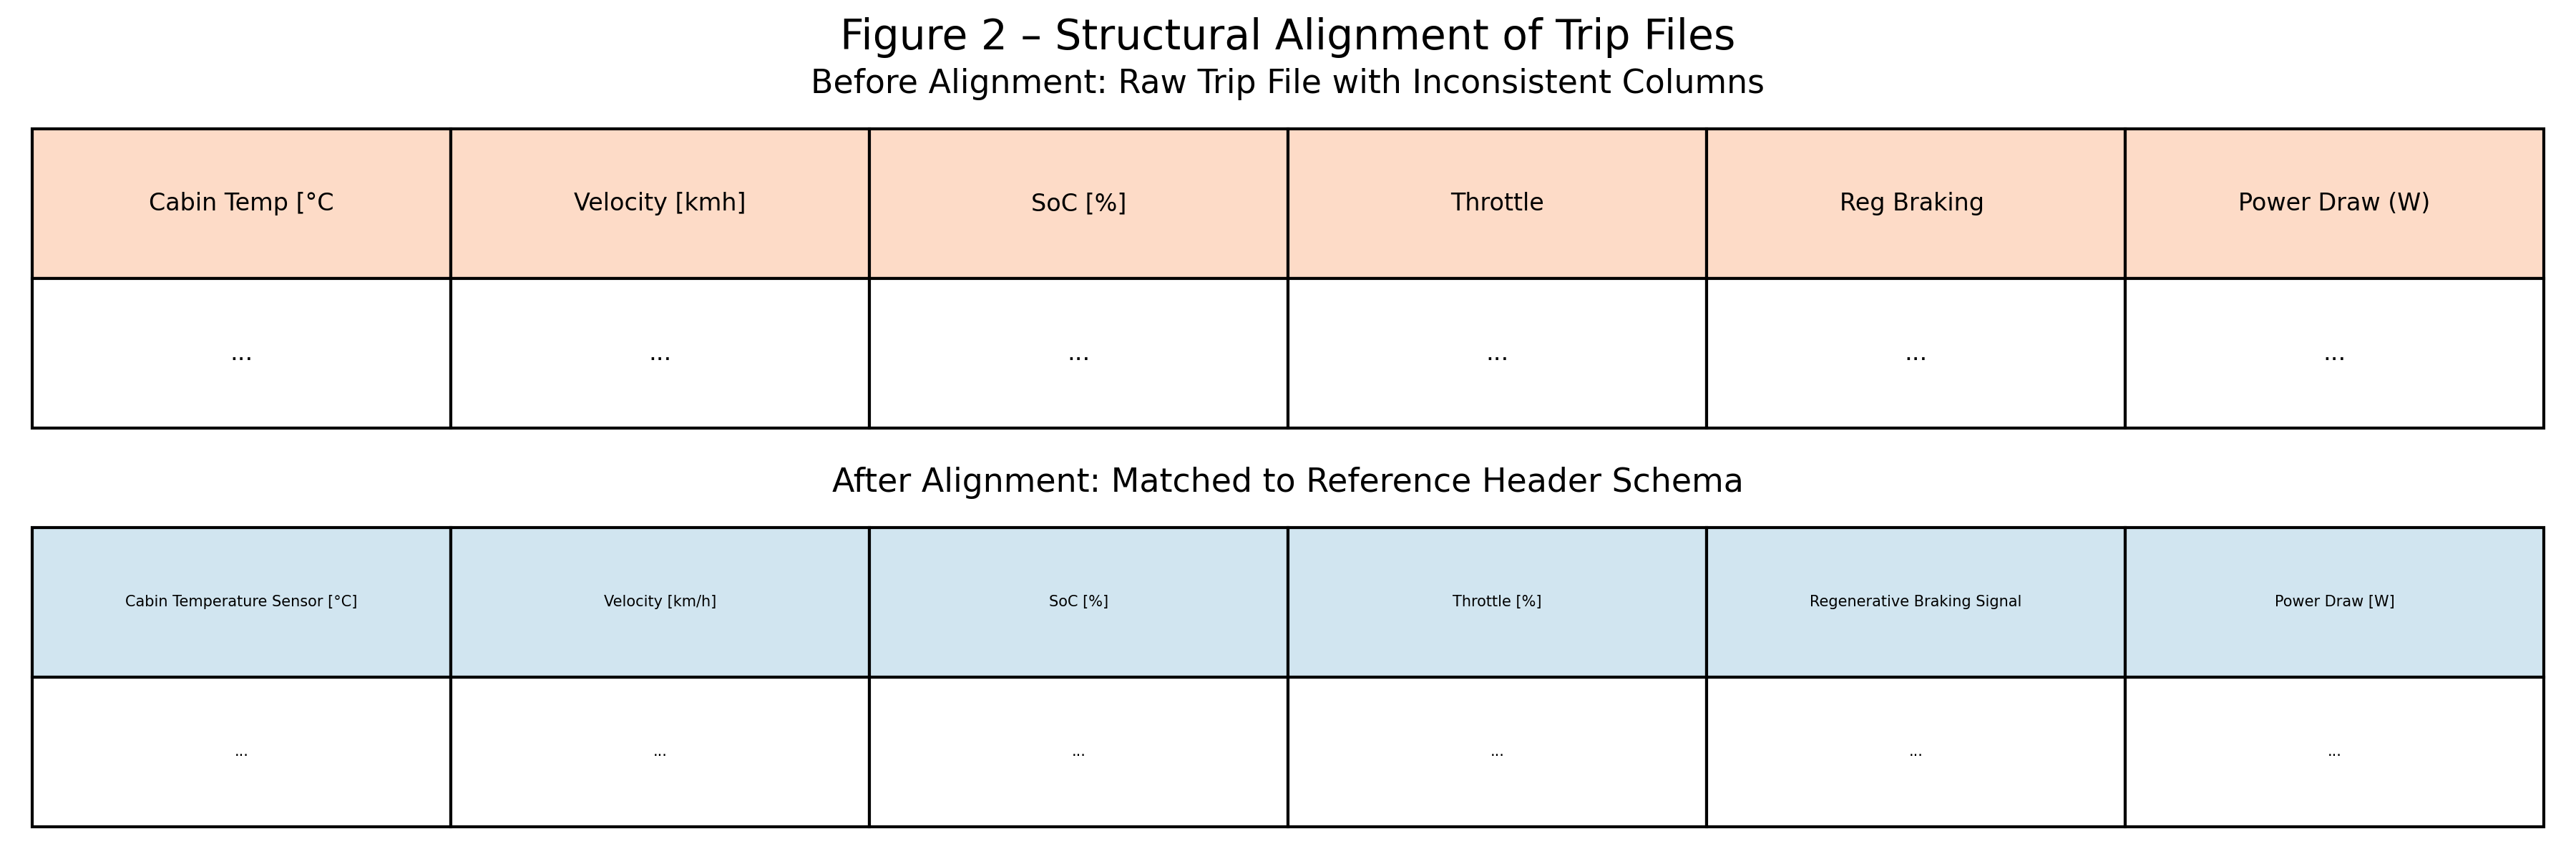 Figure 2 – Structural Alignment of Trip Files
Before Alignment: Raw Trip File with Inconsistent Columns
Cabin Temp [°C Velocity [kmh] SoC [%] Throttle Reg Braking Power Draw (W)
... ... ... ... ... ...
After Alignment: Matched to Reference Header Schema
Cabin Temperature Sensor [°C] Velocity [km/h] SoC [%] Throttle [%] Regenerative Braking Signal Power Draw [W]
... ... ... ... ... ...